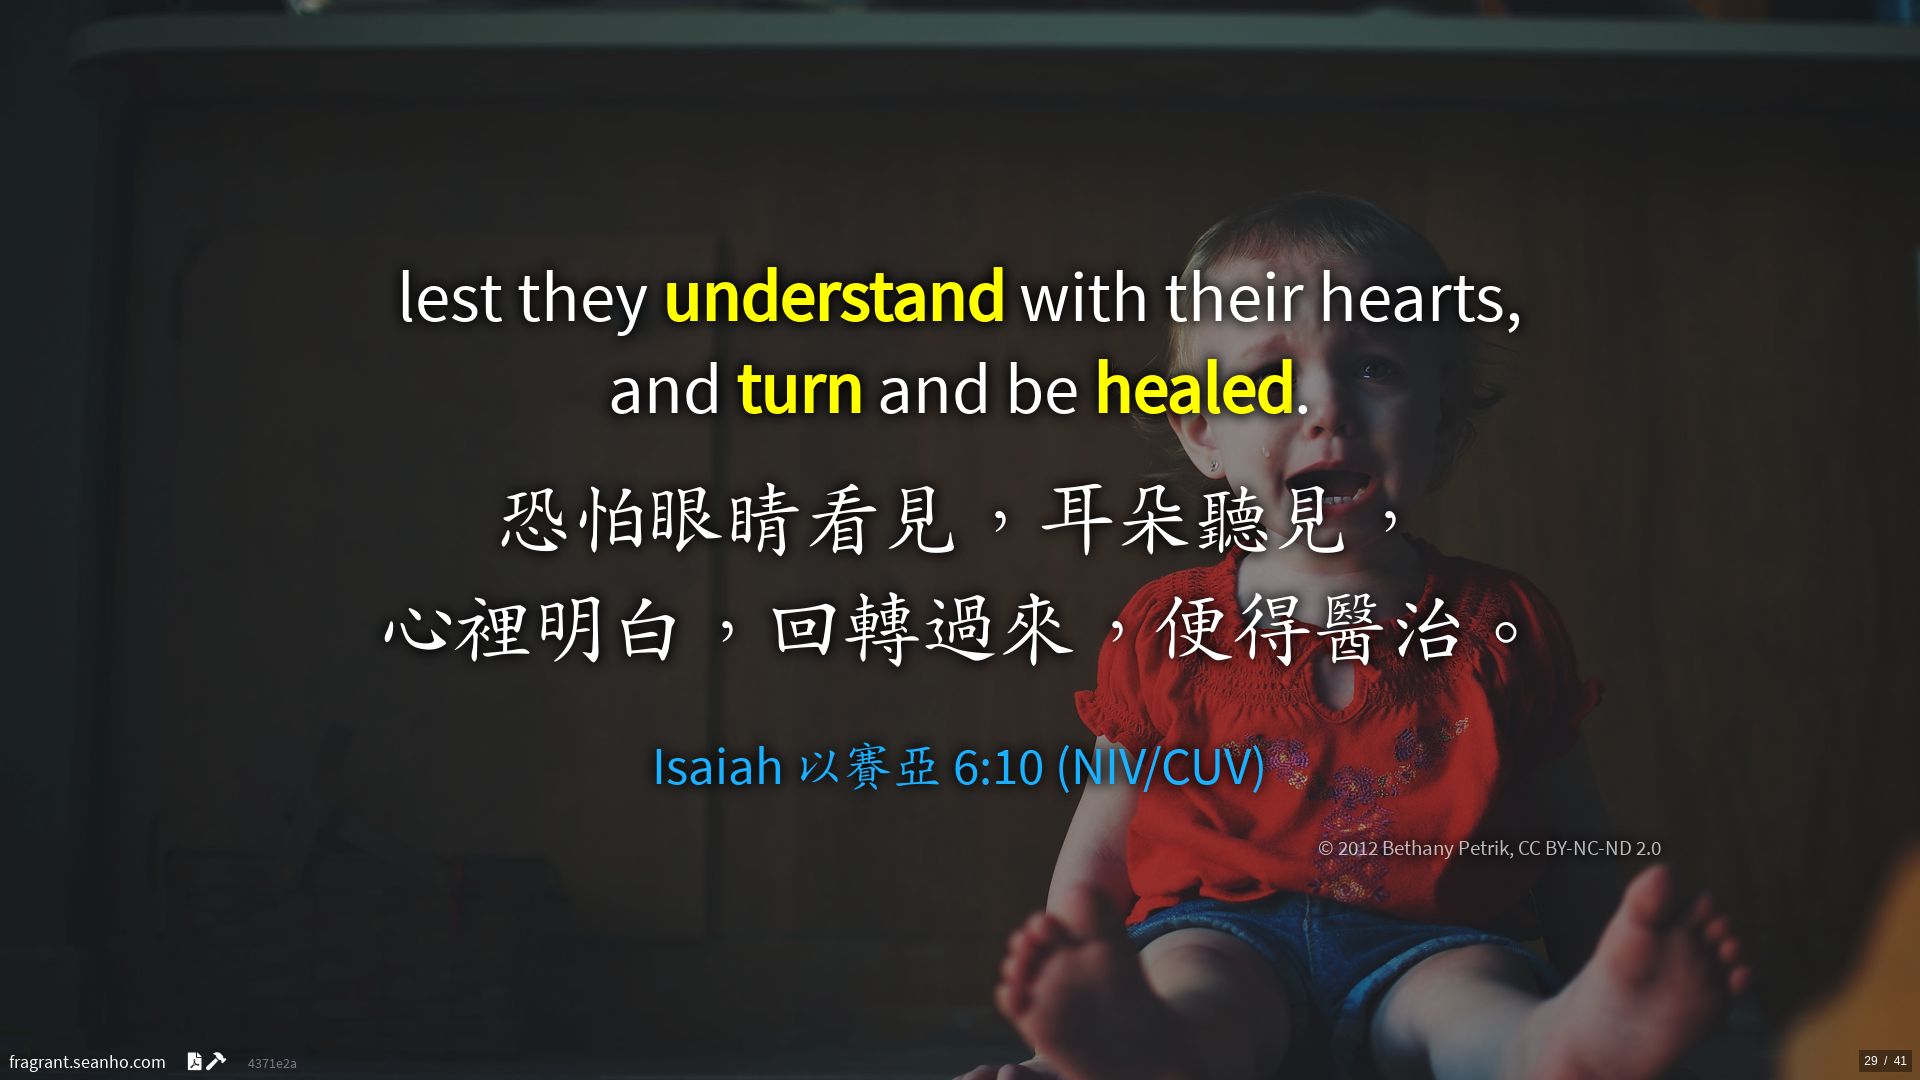 lest they understand with their hearts,
and turn and be healed.
恐怕眼睛看見，耳朵聽見，
心裡明白，回轉過來，便得醫治。
Isaiah 以賽亞 6:10 (NIV/CUV)
© 2012 Bethany Petrik, CC BY-NC-ND 2.0
fragrant.seanho.com 4371e2a
29 / 41